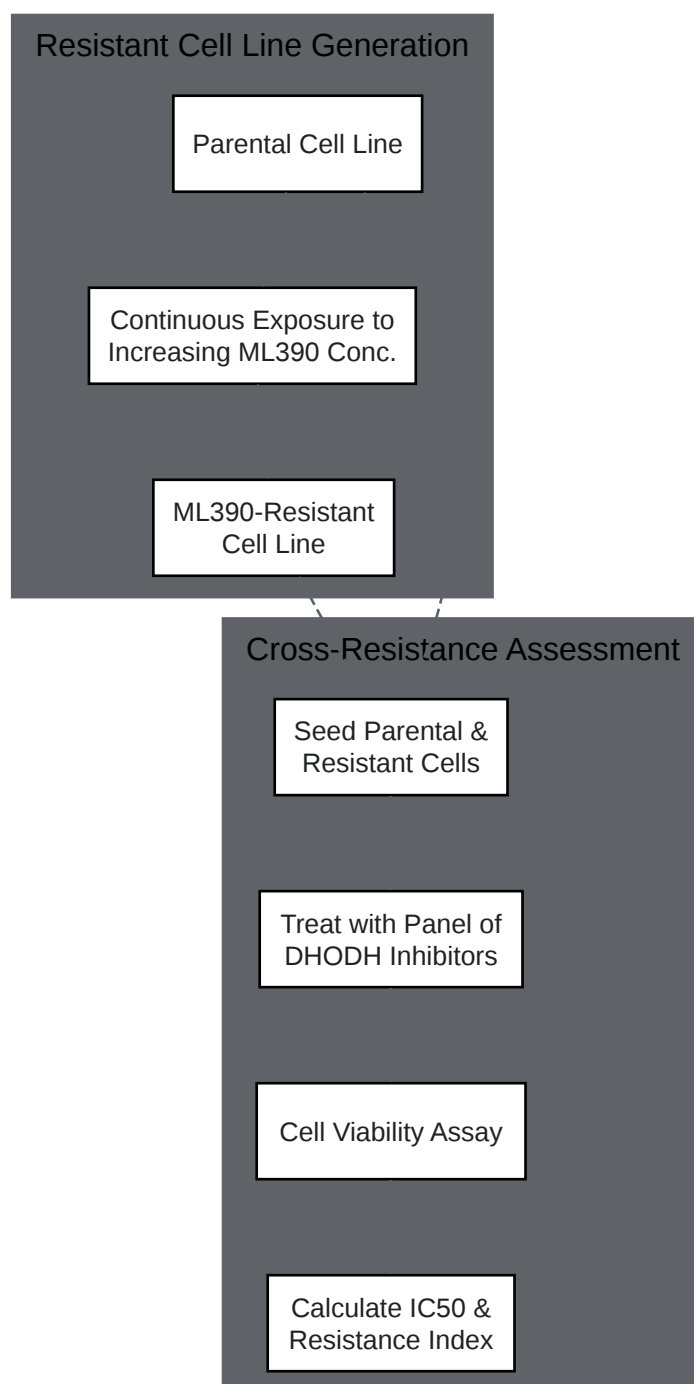 Resistant Cell Line Generation
Parental Cell Line
Continuous Exposure to
Increasing ML390 Conc.
ML390-Resistant
Cell Line
Cross-Resistance Assessment
Seed Parental &
Resistant Cells
Treat with Panel of
DHODH Inhibitors
Cell Viability Assay
Calculate IC50 &
Resistance Index